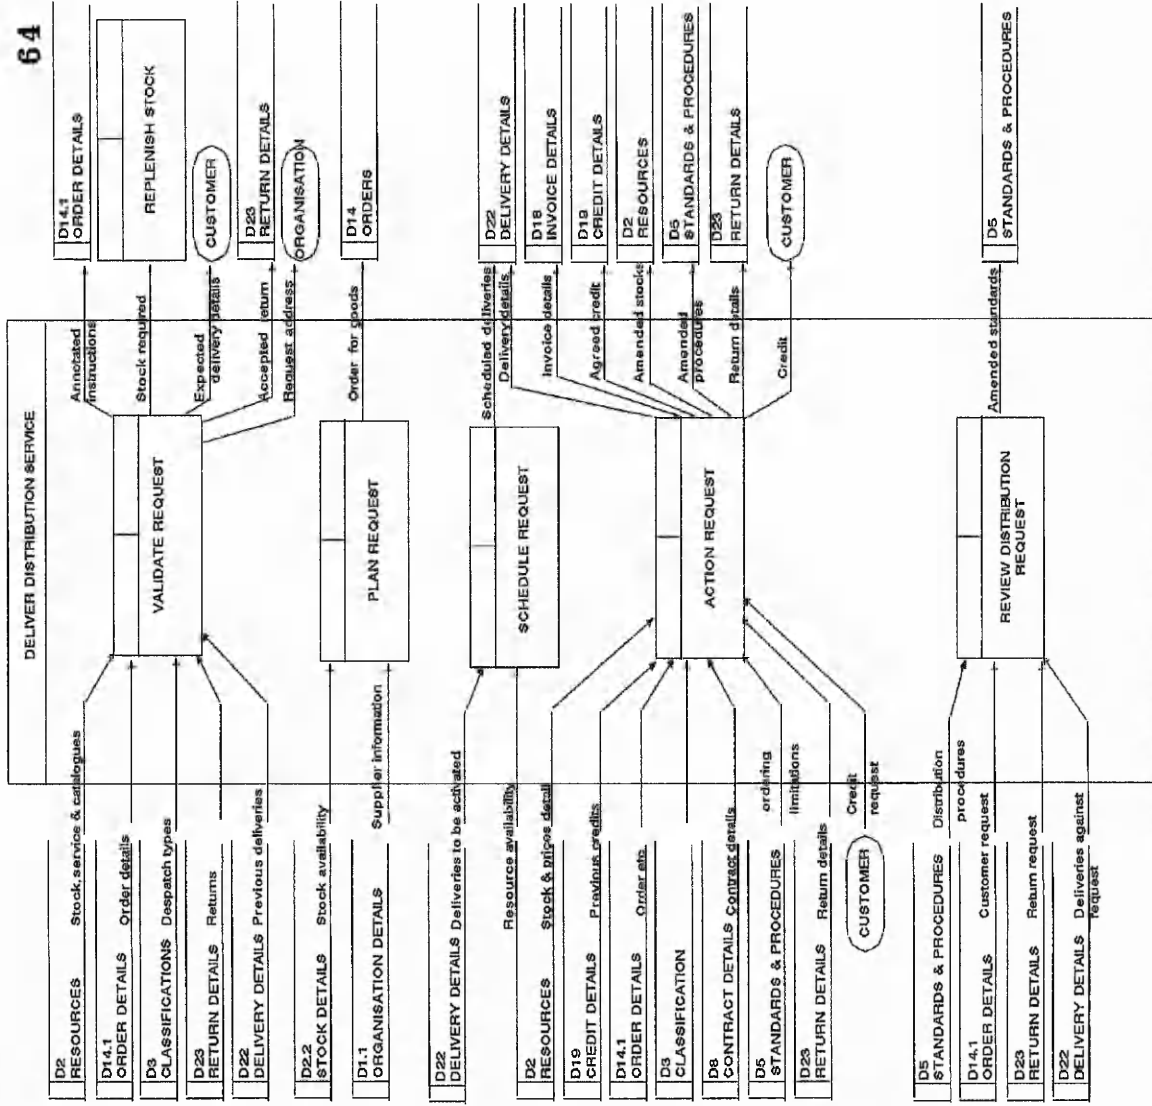 64
DELIVER DISTRIBUTION SERVICE
D2
RESOURCES
Stock, service & catalogues
D14.1
ORDER DETAILS
Order details
D3
CLASSIFICATIONS
Despatch types
D23
RETURN DETAILS
Returns
D22
DELIVERY DETAILS
Previous deliveries
VALIDATE REQUEST
Annotated
instructions
D14.1
ORDER DETAILS
Stock required
REPLENISH STOCK
Expected
delivery details
CUSTOMER
Accepted return
D23
RETURN DETAILS
Request address
ORGANISATION
D2.2
STOCK DETAILS
Stock availability
D1.1
ORGANISATION DETAILS
Supplier information
PLAN REQUEST
Order for goods
D14
ORDERS
D22
DELIVERY DETAILS
Deliveries to be activated
Resource availability
SCHEDULE REQUEST
Scheduled deliveries
D22
DELIVERY DETAILS
D2
RESOURCES
Stock & prices detail
D19
CREDIT DETAILS
Previous credits
D14.1
ORDER DETAILS
Order etc
D3
CLASSIFICATION
D8
CONTRACT DETAILS
Contract details
D5
STANDARDS & PROCEDURES
ordering
limitations
D23
RETURN DETAILS
Return details
CUSTOMER
Credit
request
ACTION REQUEST
Delivery details
Invoice details
D18
INVOICE DETAILS
Agreed credit
D19
CREDIT DETAILS
Amended stocks
D2
RESOURCES
Amended
procedures
D5
STANDARDS & PROCEDURES
Return details
D23
RETURN DETAILS
Credit
CUSTOMER
D5
STANDARDS & PROCEDURES
Distribution
procedures
D14.1
ORDER DETAILS
Customer request
D23
RETURN DETAILS
Return request
D22
DELIVERY DETAILS
Deliveries against
request
REVIEW DISTRIBUTION
REQUEST
Amended standards
D5
STANDARDS & PROCEDURES